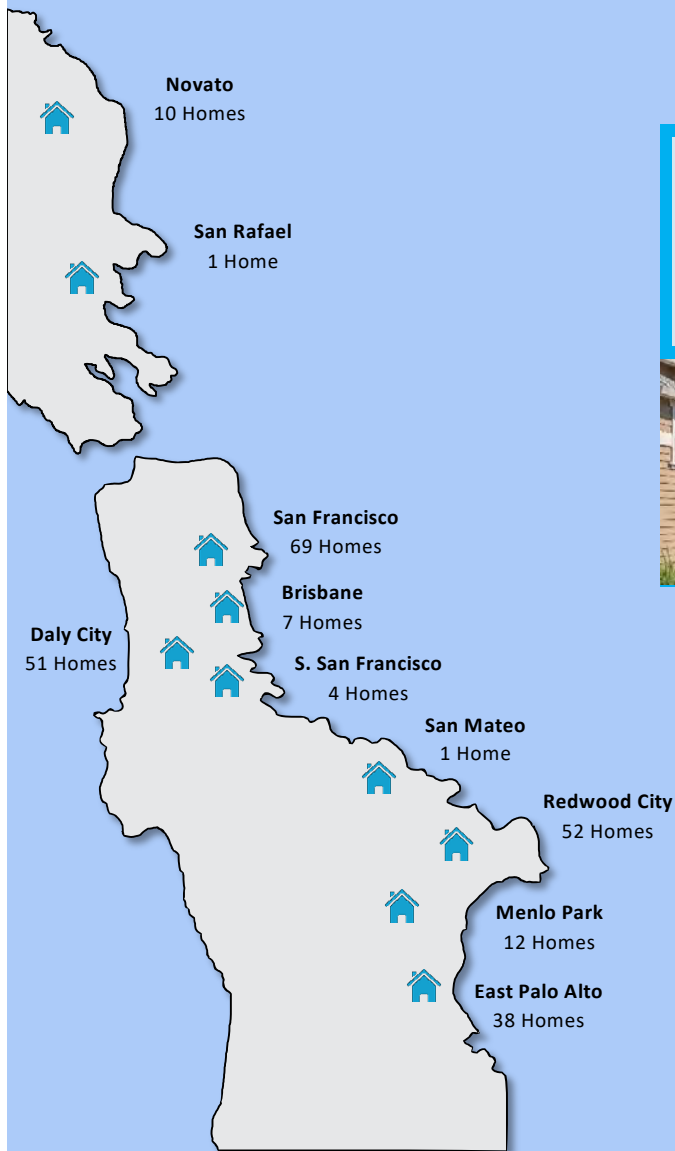 Novato
10 Homes
San Rafael
1 Home
San Francisco
69 Homes
Brisbane
7 Homes
Daly City
51 Homes
S. San Francisco
4 Homes
San Mateo
1 Home
Redwood City
52 Homes
Menlo Park
12 Homes
East Palo Alto
38 Homes